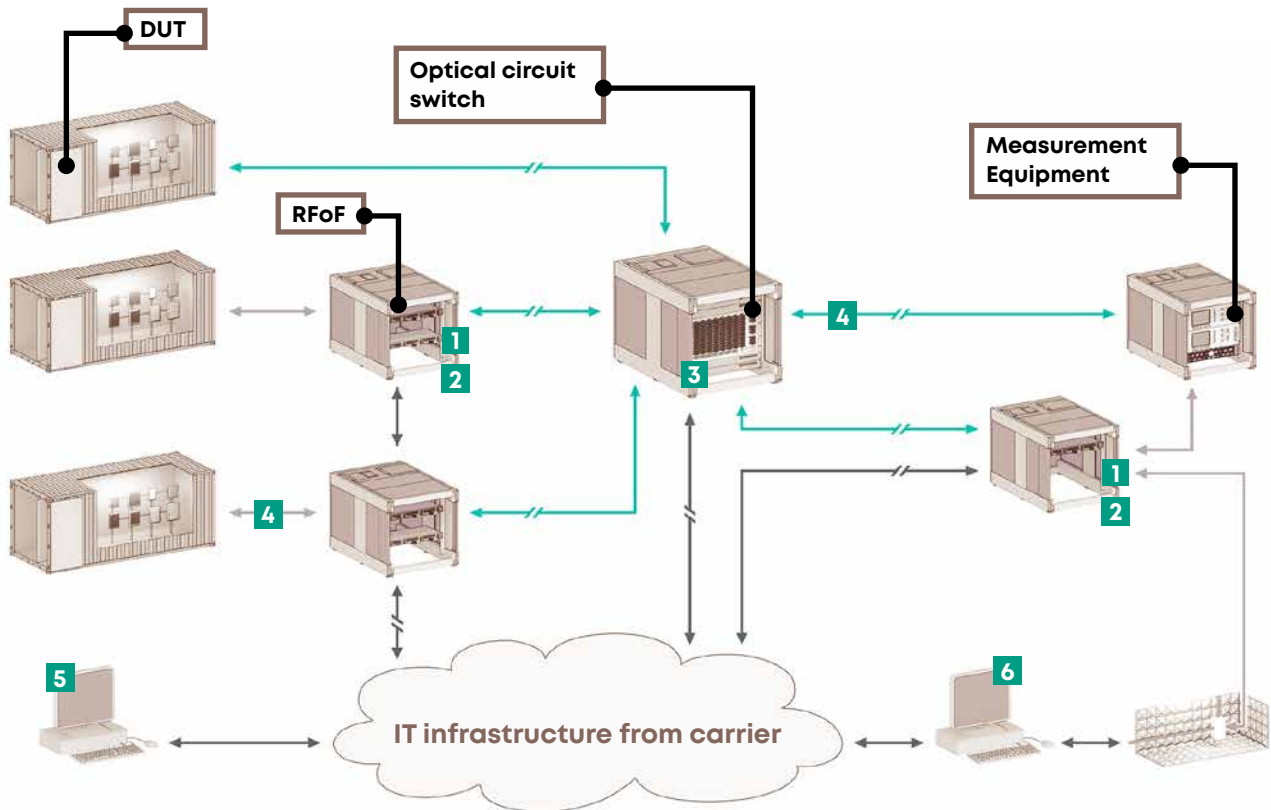 DUT
Optical circuit
switch
Measurement
Equipment
RFoF
1
2
3
4
1
2
4
5
6
IT infrastructure from carrier